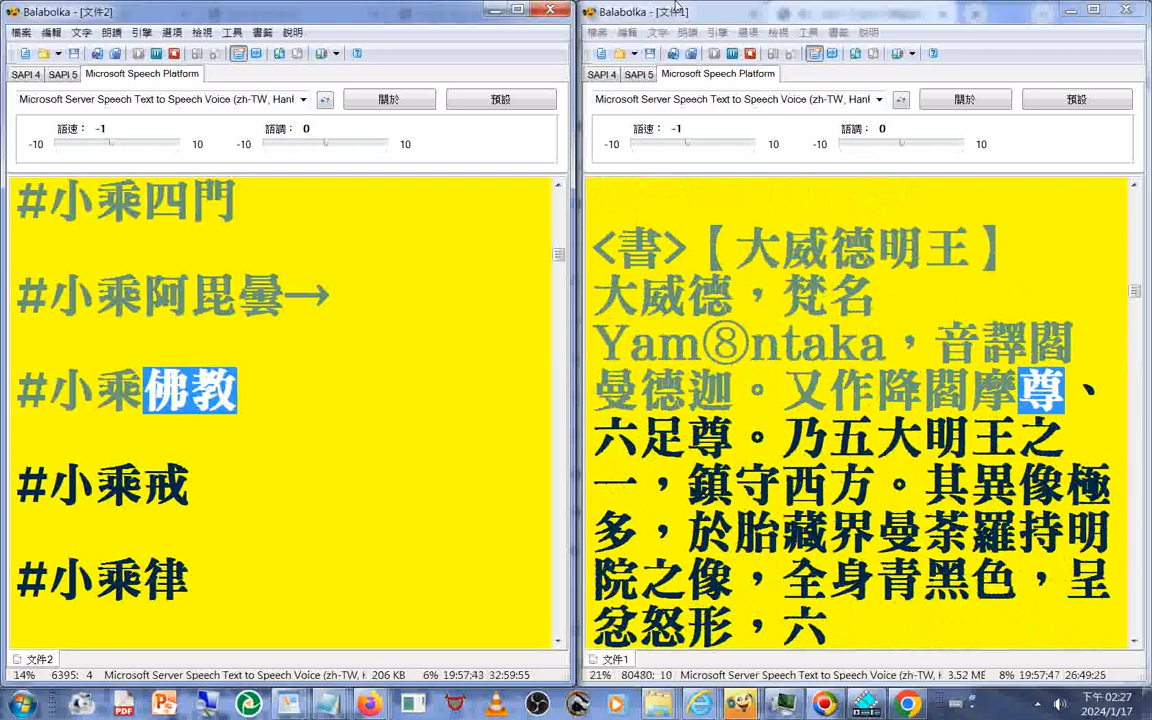 Balabolka - [文件2]
檔案 編輯 文字 朗讀 引擎 選項 檢視 工具 書籤 說明
SAPI 4 SAPI 5 Microsoft Speech Platform
Microsoft Server Speech Text to Speech Voice (zh-TW, Hanl
關於 預設
語速： -1 語調： 0
-10 10 -10 10
#小乘四門
#小乘阿毘曇→
#小乘佛教
#小乘戒
#小乘律
文件2
14% 6395: 4 Microsoft Server Speech Text to Speech Voice (zh-TW, H 206 KB 6% 19:57:43 32:59:55
Balabolka - [文件1]
檔案 編輯 文字 朗讀 引擎 選項 檢視 工具 書籤 說明
SAPI 4 SAPI 5 Microsoft Speech Platform
Microsoft Server Speech Text to Speech Voice (zh-TW, Hanl
關於 預設
語速： -1 語調： 0
-10 10 -10 10
<書>【大威德明王】
大威德，梵名
Yam⑧ntaka，音譯閻
曼德迦。又作降閻摩尊、
六足尊。乃五大明王之
一，鎮守西方。其異像極
多，於胎藏界曼荼羅持明
院之像，全身青黑色，呈
忿怒形，六
文件1
21% 80480: 10 Microsoft Server Speech Text to Speech Voice (zh-TW, H 3.52 ME 8% 19:57:47 26:49:25
下午 02:27
2024/1/17